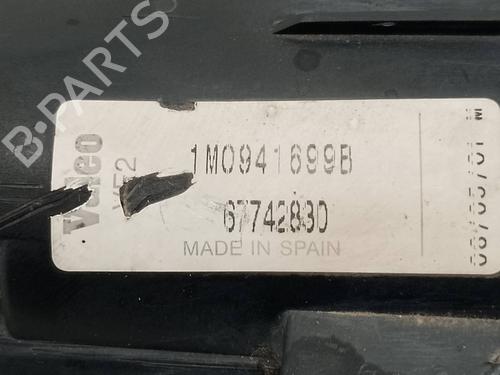 B-PARTS
Valeo
1M0941699B
67742830
MADE IN SPAIN